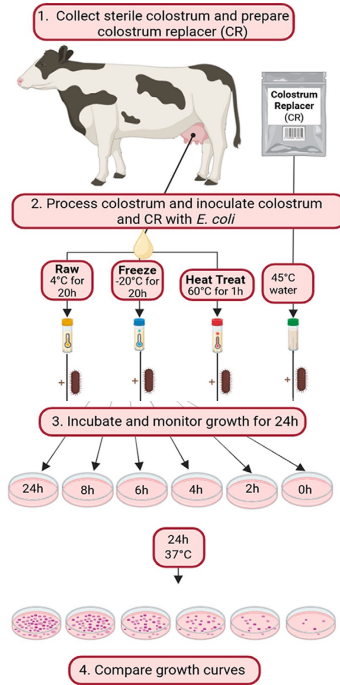 1. Collect sterile colostrum and prepare
colostrum replacer (CR)
Colostrum
Replacer
(CR)
2. Process colostrum and inoculate colostrum
and CR with E. coli
Raw
4°C for
20h
Freeze
-20°C for
20h
Heat Treat
60°C for 1h
45°C
water
+
+
+
+
3. Incubate and monitor growth for 24h
24h
8h
6h
4h
2h
0h
24h
37°C
4. Compare growth curves